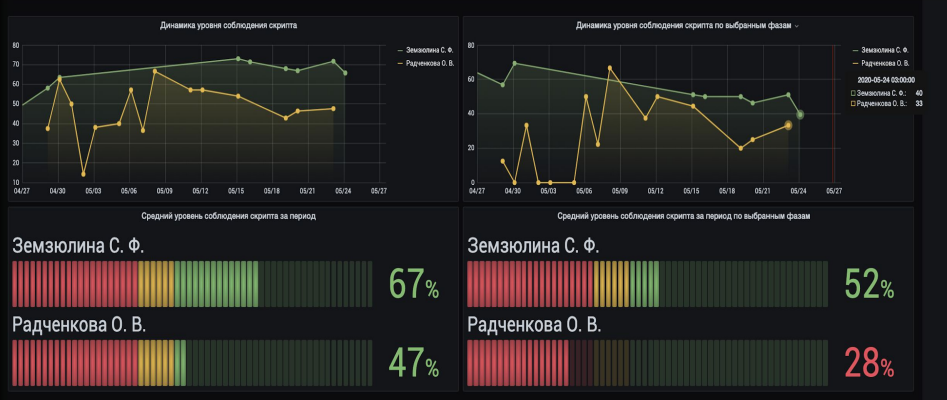 Динамика уровня соблюдения скрипта
80
70
60
50
40
30
20
10
04/27 04/30 05/03 05/06 05/09 05/12 05/15 05/18 05/21 05/24 05/27
Земзюлина С. Ф.
Радченкова О. В.
Динамика уровня соблюдения скрипта по выбранным фазам
80
60
40
20
0
04/27 04/30 05/03 05/06 05/09 05/12 05/15 05/18 05/21 05/24 05/27
Земзюлина С. Ф.
Радченкова О. В.
2020-05-24 03:00:00
Земзюлина С. Ф.: 40
Радченкова О. В.: 33
Средний уровень соблюдения скрипта за период
Земзюлина С. Ф.
67%
Радченкова О. В.
47%
Средний уровень соблюдения скрипта за период по выбранным фазам
Земзюлина С. Ф.
52%
Радченкова О. В.
28%